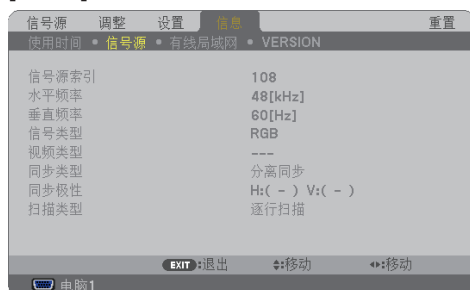 信号源 调整 设置 信息 重置
使用时间 • 信号源 • 有线局域网 • VERSION
信号源索引 108
水平频率 48[kHz]
垂直频率 60[Hz]
信号类型 RGB
视频类型 ---
同步类型 分离同步
同步极性 H:( - ) V:( - )
扫描类型 逐行扫描
EXIT:退出 ♦:移动 ◂▸:移动
电脑1